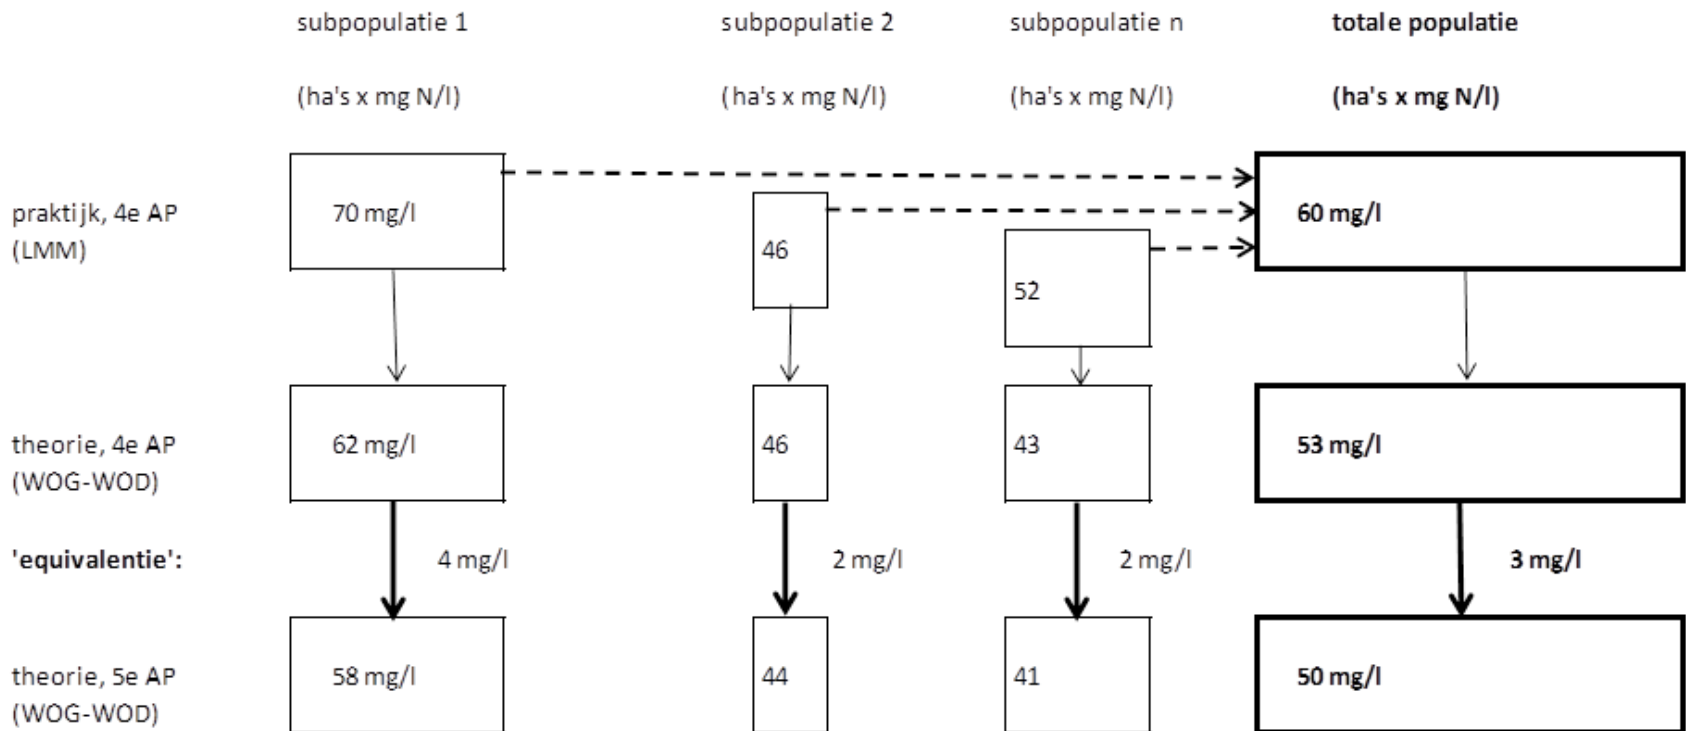 subpopulatie 1 subpopulatie 2 subpopulatie n totale populatie
(ha's x mg N/l) (ha's x mg N/l) (ha's x mg N/l) (ha's x mg N/l)
praktijk, 4e AP
(LMM)
70 mg/l
46
52
60 mg/l
theorie, 4e AP
(WOG-WOD)
62 mg/l
46
43
53 mg/l
'equivalentie': 4 mg/l 2 mg/l 2 mg/l 3 mg/l
theorie, 5e AP
(WOG-WOD)
58 mg/l
44
41
50 mg/l